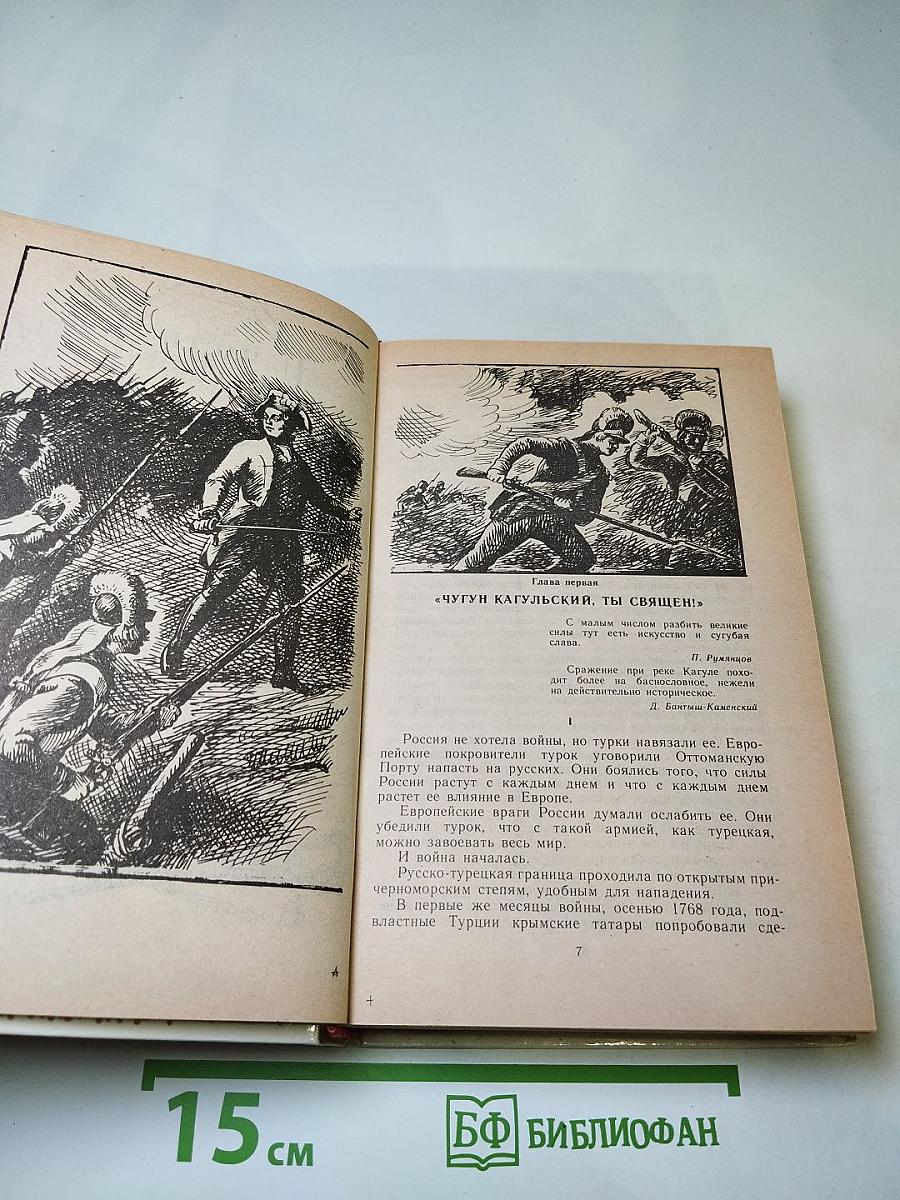 Глава первая
«ЧУГУН КАГУЛЬСКИЙ, ТЫ СВЯЩЕН!»
С малым числом разбить великие
силы тут есть искусство и сугубая
слава.
П. Румянцов
Сражение при реке Кагуле похо-
дит более на баснословное, нежели
на действительно историческое.
Д. Бантыш-Каменский
I
Россия не хотела войны, но турки навязали ее. Евро-
пейские покровители турок уговорили Оттоманскую
Порту напасть на русских. Они боялись того, что силы
России растут с каждым днем и что с каждым днем
растет ее влияние в Европе.
Европейские враги России думали ослабить ее. Они
убедили турок, что с такой армией, как турецкая,
можно завоевать весь мир.
И война началась.
Русско-турецкая граница проходила по открытым при-
черноморским степям, удобным для нападения.
В первые же месяцы войны, осенью 1768 года, под-
властные Турции крымские татары попробовали сде-
7
15 см
БФ БИБЛИОФАН